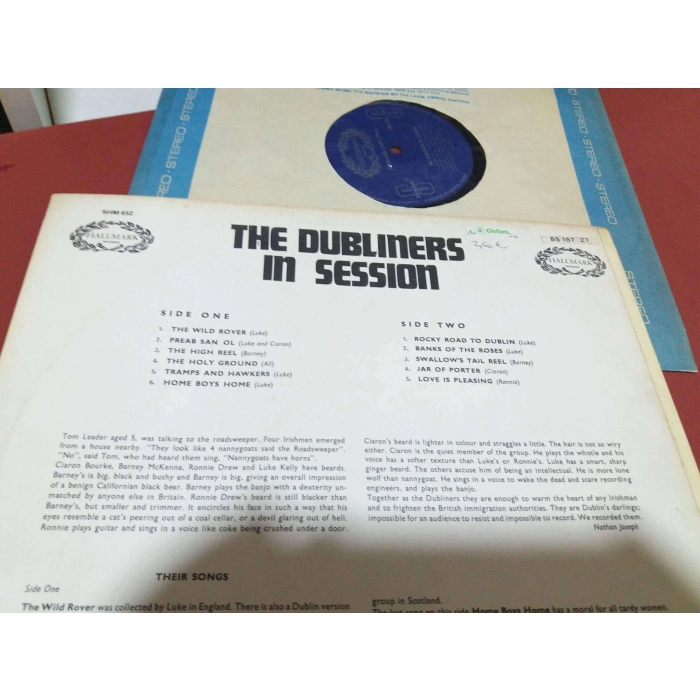 STEREO · STEREO · STEREO
STEREO · STEREO · STEREO
STEREO
SHM 652
HALLMARK
THE DUBLINERS
IN SESSION
Oxfam
BS 157 27
HALLMARK
SIDE ONE
1. THE WILD ROVER (Luke)
2. PREAB SAN OL (Luke and Ciaron)
3. THE HIGH REEL (Barney)
4. THE HOLY GROUND (All)
5. TRAMPS AND HAWKERS (Luke)
6. HOME BOYS HOME (Luke)
SIDE TWO
1. ROCKY ROAD TO DUBLIN (Luke)
2. BANKS OF THE ROSES (Luke)
3. SWALLOW'S TAIL REEL (Barney)
4. JAR OF PORTER (Ciaron)
5. LOVE IS PLEASING (Ronnie)
Tom Leader aged 5, was talking to the roadsweeper. Four Irishmen emerged
from a house nearby. "They look like 4 nannygoats said the Roadsweeper".
"No", said Tom, who had heard them sing, "Nannygoats have horns".
Ciaron Bourke, Barney McKenna, Ronnie Drew and Luke Kelly have beards.
Barney's is big, black and bushy and Barney is big, giving an overall impression
of a benign Californian black bear. Barney plays the banjo with a dexterity un-
matched by anyone else in Britain. Ronnie Drew's beard is still blacker than
Barney's, but smaller and trimmer. It encircles his face in such a way that his
eyes resemble a cat's peering out of a coal cellar, or a devil glaring out of hell.
Ronnie plays guitar and sings in a voice like coke being crushed under a door.
Ciaron's beard is lighter in colour and straggles a little. The hair is not so wiry
either. Ciaron is the quiet member of the group. He plays the whistle and his
voice has a softer texture than Luke's or Ronnie's. Luke has a smart, sharp
ginger beard. The others accuse him of being an intellectual. He is more lone
wolf than nannygoat. He sings in a voice to wake the dead and scare recording
engineers, and plays the banjo.
Together as the Dubliners they are enough to warm the heart of any Irishman
and to frighten the British immigration authorities. They are Dublin's darlings;
impossible for an audience to resist and impossible to record. We recorded them.
Nathan Joseph
THEIR SONGS
Side One
The Wild Rover was collected by Luke in England. There is also a Dublin version
group in Scotland.
The last song on this side Home Boys Home has a moral for all tardy women.